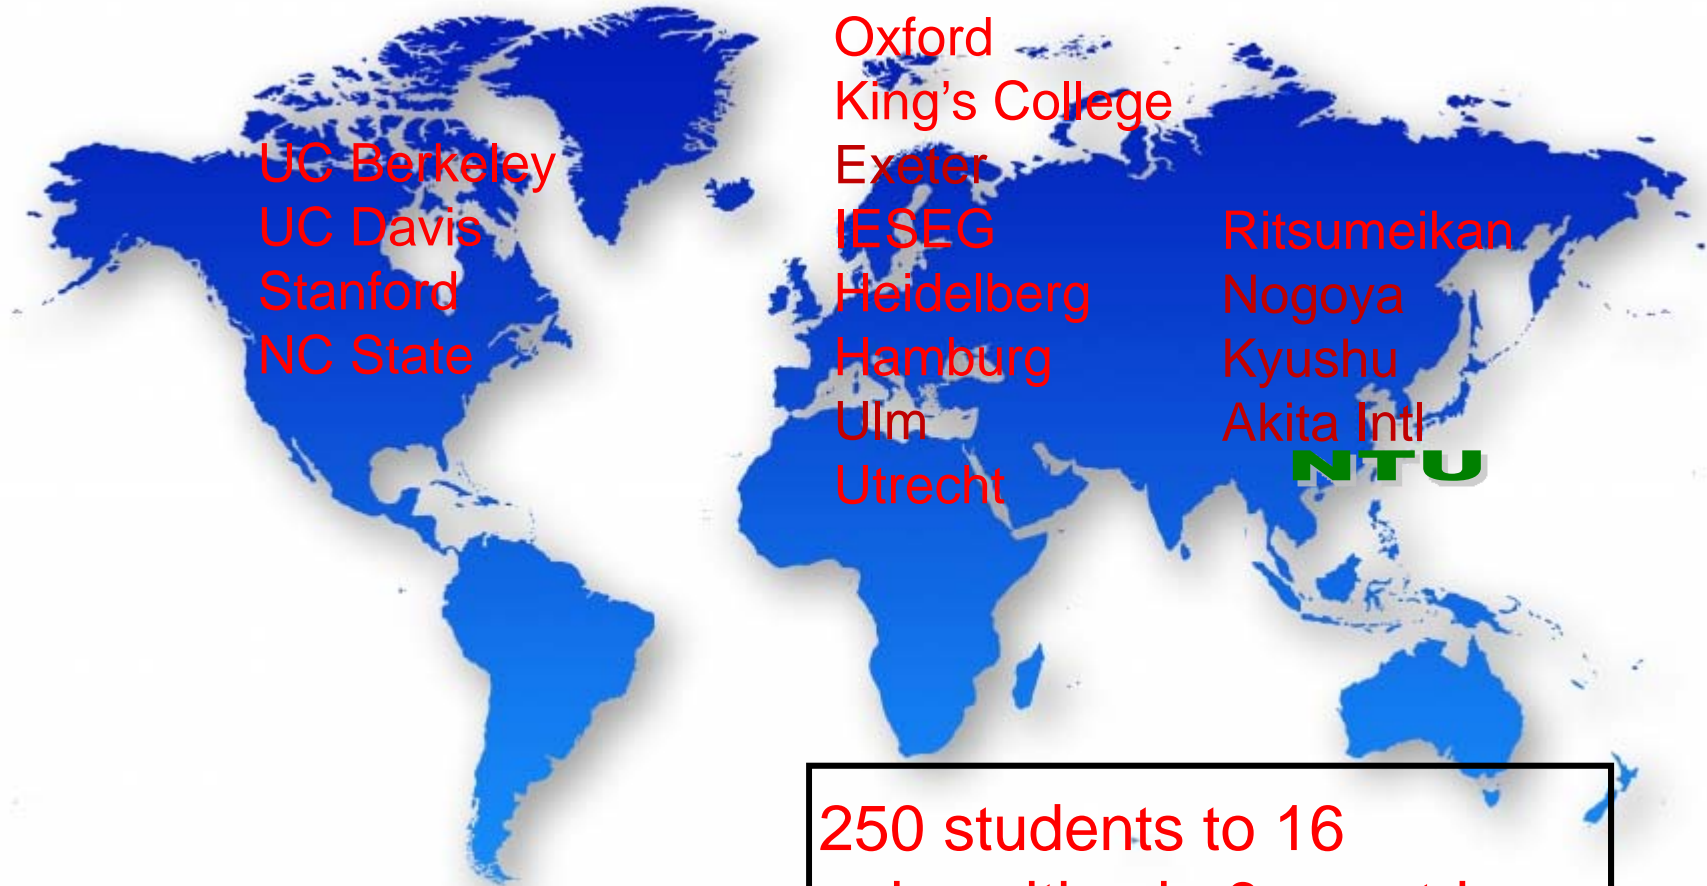 UC Berkeley
UC Davis
Stanford
NC State
Oxford
King’s College
Exeter
IESEG
Heidelberg
Hamburg
Ulm
Utrecht
Ritsumeikan
Nogoya
Kyushu
Akita Intl
NTU
250 students to 16